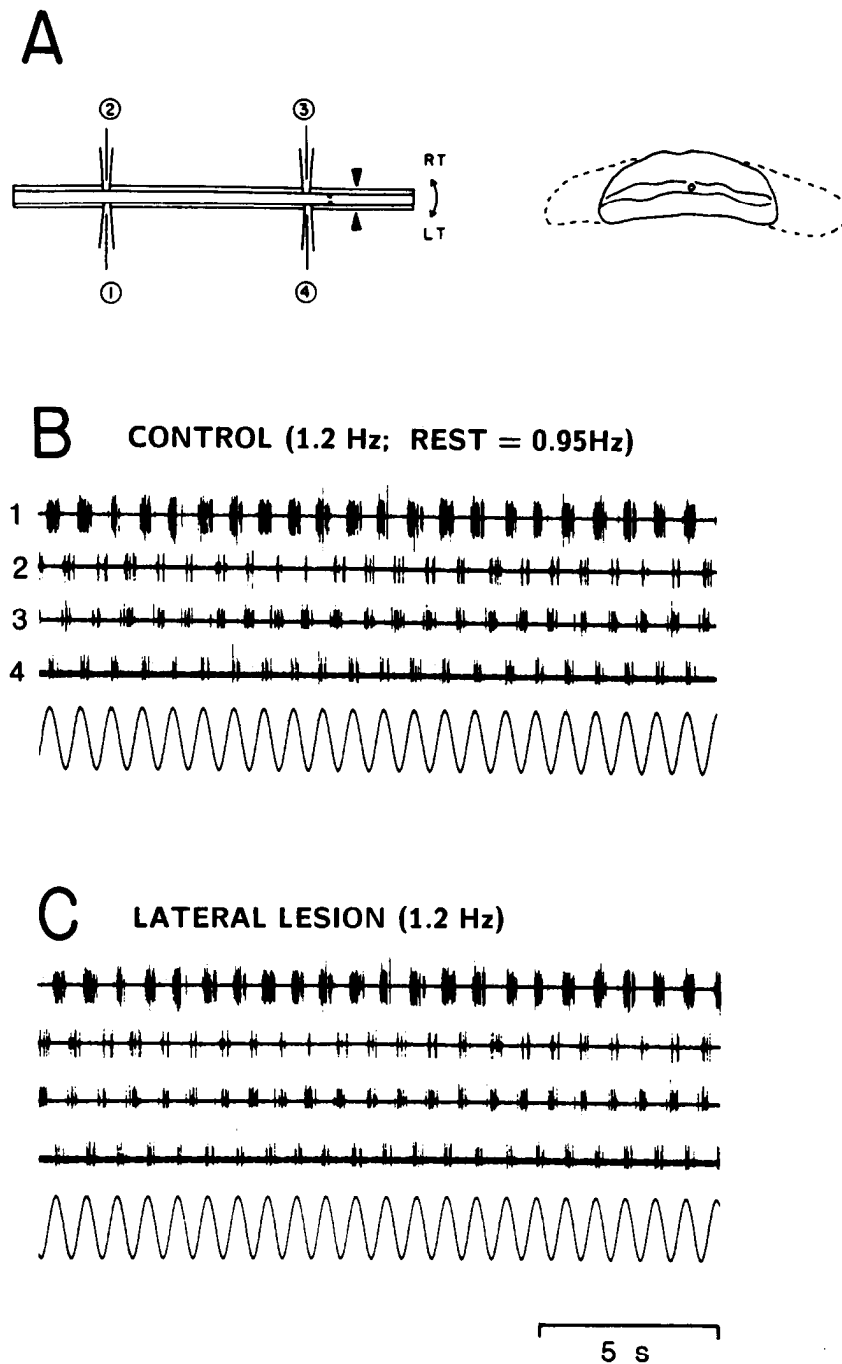 A
② ③
RT
LT
① ④
B CONTROL (1.2 Hz; REST = 0.95Hz)
1
2
3
4
C LATERAL LESION (1.2 Hz)
5 s